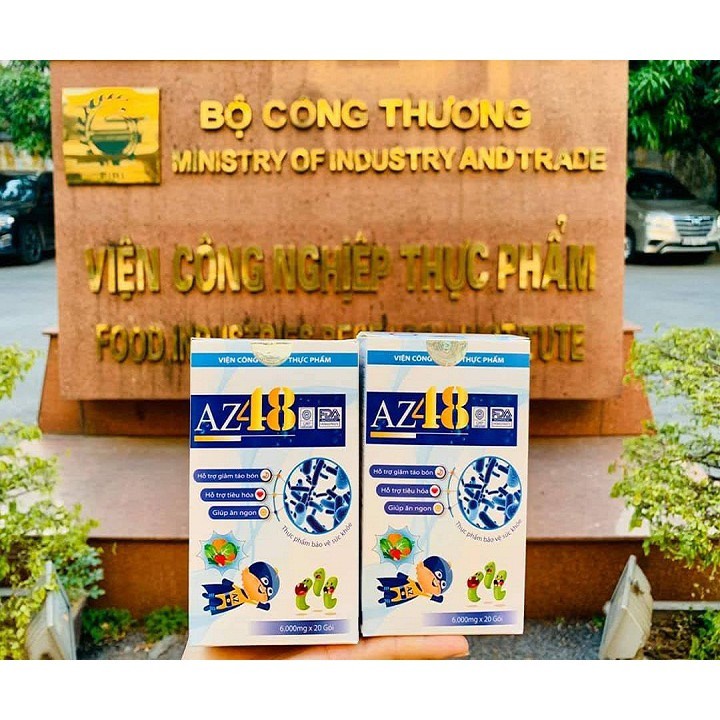 BỘ CÔNG THƯƠNG
MINISTRY OF INDUSTRY AND TRADE
VIỆN CÔNG NGHIỆP THỰC PHẨM
FOOD
VIỆN CÔNG THỰC PHẨM
AZ48
FDA
Hỗ trợ giảm táo bón
Hỗ trợ tiêu hóa
Giúp ăn ngon
Thực phẩm bảo vệ sức khỏe
6.000mg x 20 Gói
VIỆN CÔNG THỰC PHẨM
AZ48
FDA
Hỗ trợ giảm táo bón
Hỗ trợ tiêu hóa
Giúp ăn ngon
Thực phẩm bảo vệ sức khỏe
6.000mg x 20 Gói